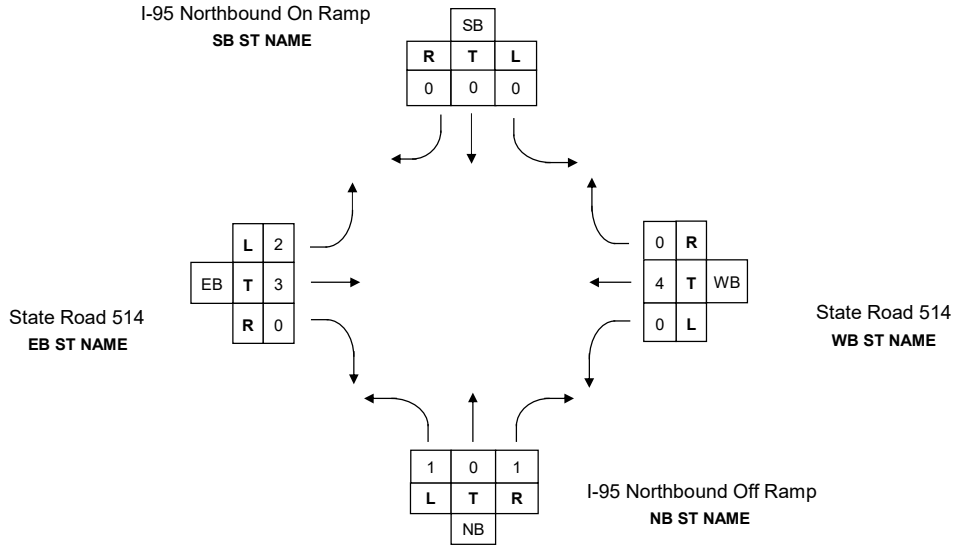 I-95 Northbound On Ramp
SB ST NAME
SB
R T L
0 0 0
L 2
EB T 3
R 0
State Road 514
EB ST NAME
0 R
4 T WB
0 L
State Road 514
WB ST NAME
1 0 1
L T R
NB
I-95 Northbound Off Ramp
NB ST NAME